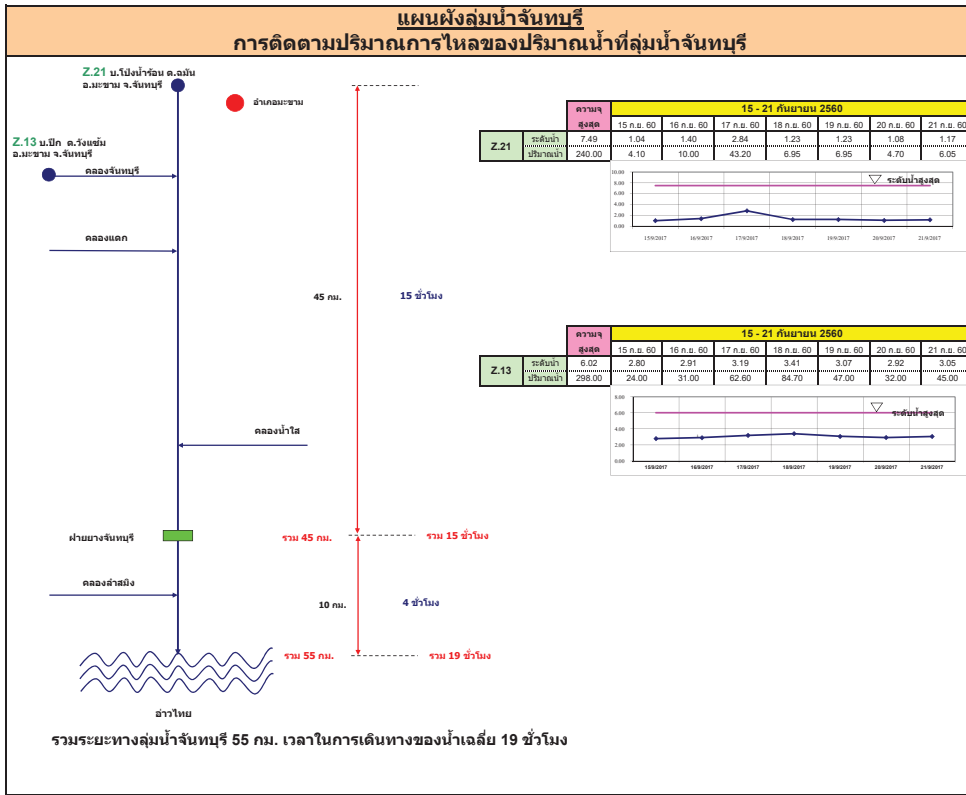 แผนผังลุ่มน้ำจันทบุรี
การติดตามปริมาณการไหลของปริมาณน้ำที่ลุ่มน้ำจันทบุรี
Z.21 บ.โป่งน้ำร้อน ต.ฉมัน
อ.มะขาม จ.จันทบุรี
อำเภอมะขาม
Z.13 บ.ปึก ต.วังแซ้ม
อ.มะขาม จ.จันทบุรี
คลองจันทบุรี
คลองแตก
45 กม. 15 ชั่วโมง
คลองน้ำใส
ฝายยางจันทบุรี รวม 45 กม. รวม 15 ชั่วโมง
คลองลำสมิง
10 กม. 4 ชั่วโมง
รวม 55 กม. รวม 19 ชั่วโมง
อ่าวไทย
รวมระยะทางลุ่มน้ำจันทบุรี 55 กม. เวลาในการเดินทางของน้ำเฉลี่ย 19 ชั่วโมง
ความจุ 15 - 21 กันยายน 2560
สูงสุด 15 ก.ย. 60 16 ก.ย. 60 17 ก.ย. 60 18 ก.ย. 60 19 ก.ย. 60 20 ก.ย. 60 21 ก.ย. 60
Z.21 ระดับน้ำ 7.49 1.04 1.40 2.84 1.23 1.23 1.08 1.17
ปริมาณน้ำ 240.00 4.10 10.00 43.20 6.95 6.95 4.70 6.05
10.00
8.00
6.00
4.00
2.00
0.00
ระดับน้ำสูงสุด
15/9/2017 16/9/2017 17/9/2017 18/9/2017 19/9/2017 20/9/2017 21/9/2017
ความจุ 15 - 21 กันยายน 2560
สูงสุด 15 ก.ย. 60 16 ก.ย. 60 17 ก.ย. 60 18 ก.ย. 60 19 ก.ย. 60 20 ก.ย. 60 21 ก.ย. 60
Z.13 ระดับน้ำ 6.02 2.80 2.91 3.19 3.41 3.07 2.92 3.05
ปริมาณน้ำ 298.00 24.00 31.00 62.60 84.70 47.00 32.00 45.00
8.00
6.00
4.00
2.00
0.00
ระดับน้ำสูงสุด
15/9/2017 16/9/2017 17/9/2017 18/9/2017 19/9/2017 20/9/2017 21/9/2017